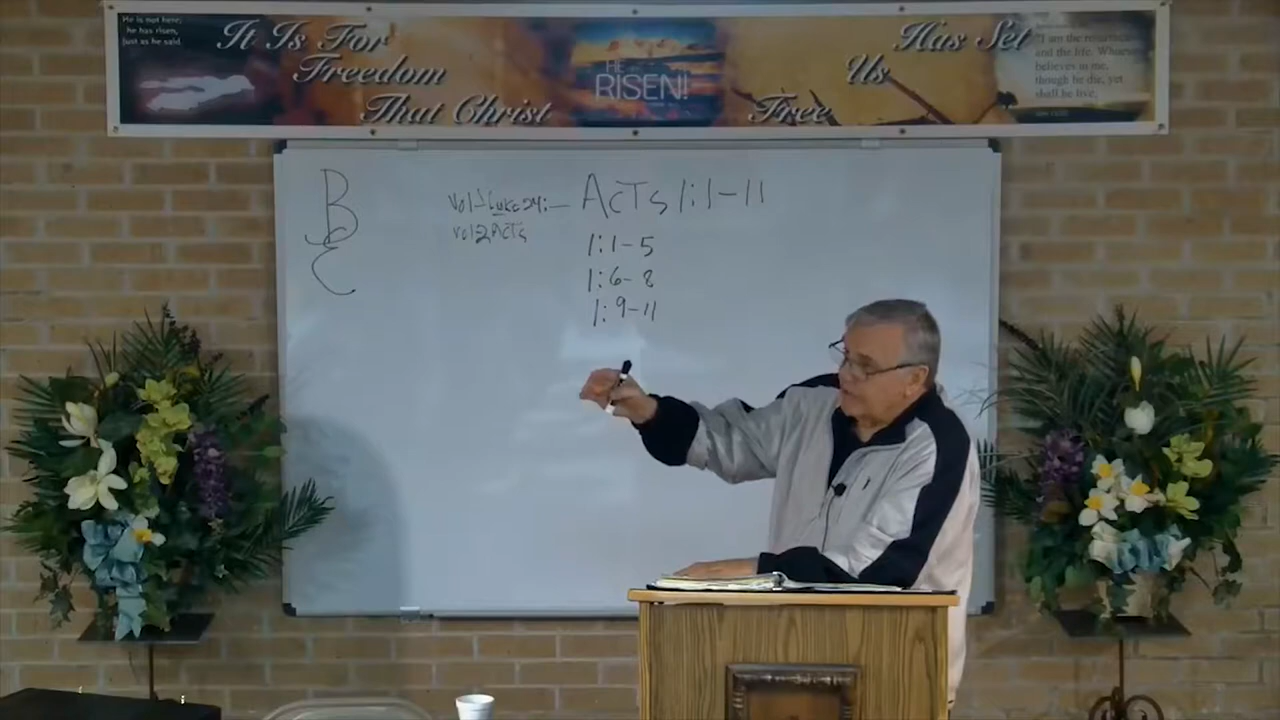 He is not here;
he has risen,
just as he said.
It Is For
Freedom
That Christ
HE
IS
RISEN!
Has Set
Us
Free
"I am the resurrection
and the life. Whoever
believes in me,
though he die, yet
shall he live,
B
C
Vol-1 Luke 24:—
Vol 2 Acts
Acts 1:1-11
1:1-5
1:6-8
1:9-11